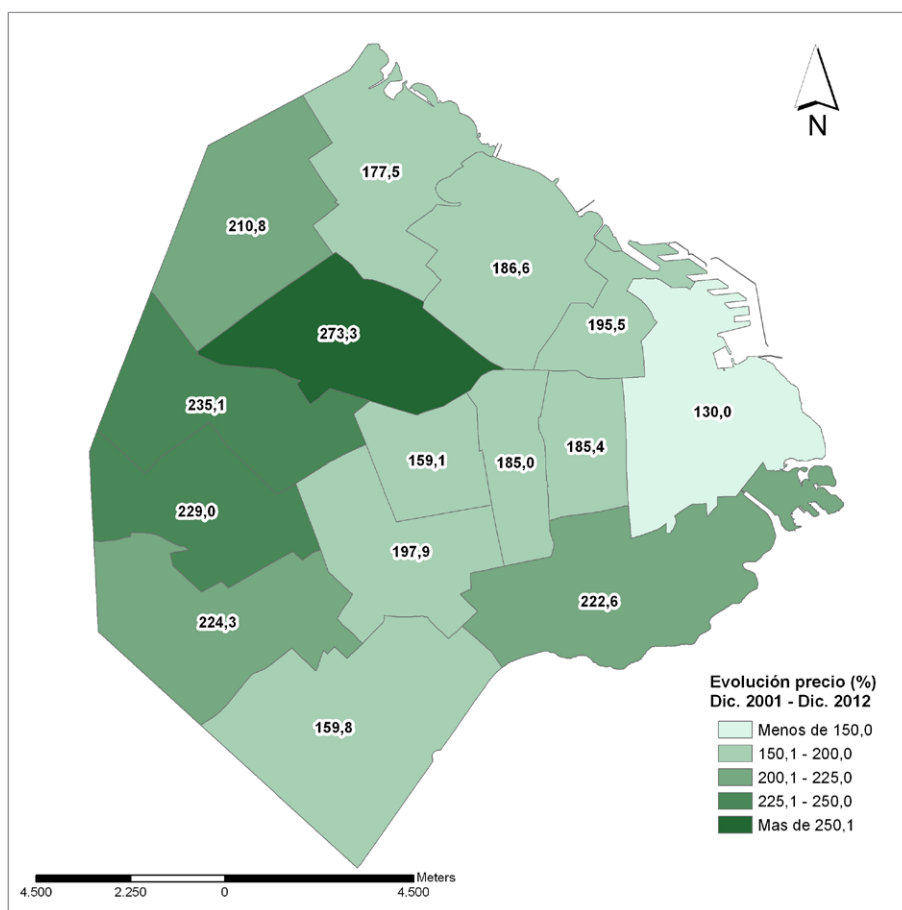 N
177,5
210,8
186,6
195,5
273,3
130,0
235,1
159,1
185,0
185,4
229,0
197,9
222,6
224,3
159,8
Evolución precio (%)
Dic. 2001 - Dic. 2012
Menos de 150,0
150,1 - 200,0
200,1 - 225,0
225,1 - 250,0
Mas de 250,1
Meters
4.500 2.250 0 4.500